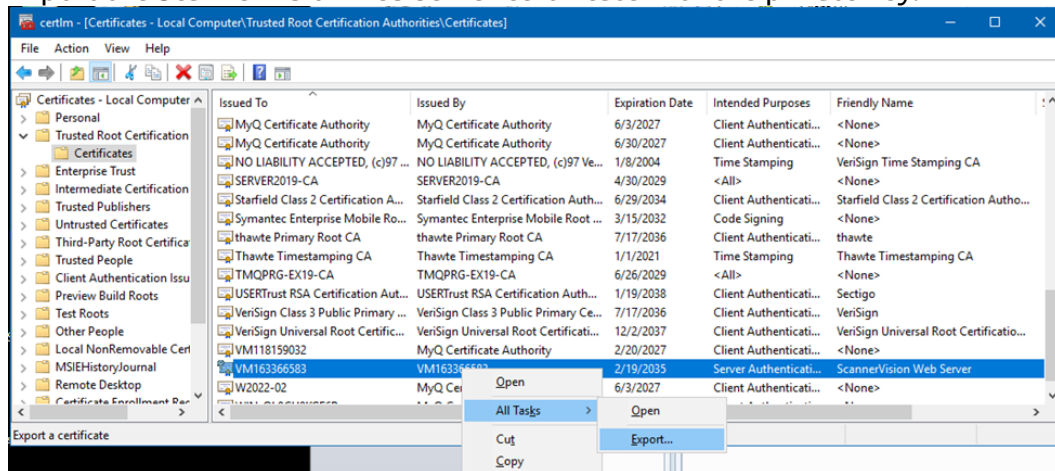 certlm - [Certificates - Local Computer\Trusted Root Certification Authorities\Certificates]
File Action View Help
Certificates - Local Computer
Personal
Trusted Root Certification
Certificates
Enterprise Trust
Intermediate Certification
Trusted Publishers
Untrusted Certificates
Third-Party Root Certifica
Trusted People
Client Authentication Issu
Preview Build Roots
Test Roots
Other People
Local NonRemovable Cert
MSIEHistoryJournal
Remote Desktop
Certificate Enrollment Req
Issued To Issued By Expiration Date Intended Purposes Friendly Name
MyQ Certificate Authority MyQ Certificate Authority 6/3/2027 Client Authenticati... <None>
MyQ Certificate Authority MyQ Certificate Authority 6/30/2027 Client Authenticati... <None>
NO LIABILITY ACCEPTED, (c)97 ... NO LIABILITY ACCEPTED, (c)97 Ve... 1/8/2004 Time Stamping VeriSign Time Stamping CA
SERVER2019-CA SERVER2019-CA 4/30/2029 <All> <None>
Starfield Class 2 Certification A... Starfield Class 2 Certification Auth... 6/29/2034 Client Authenticati... Starfield Class 2 Certification Autho...
Symantec Enterprise Mobile Ro... Symantec Enterprise Mobile Root ... 3/15/2032 Code Signing <None>
thawte Primary Root CA thawte Primary Root CA 7/17/2036 Client Authenticati... thawte
Thawte Timestamping CA Thawte Timestamping CA 1/1/2021 Time Stamping Thawte Timestamping CA
TMQPRG-EX19-CA TMQPRG-EX19-CA 6/26/2029 <All> <None>
USERTrust RSA Certification Aut... USERTrust RSA Certification Auth... 1/19/2038 Client Authenticati... Sectigo
VeriSign Class 3 Public Primary ... VeriSign Class 3 Public Primary Ce... 7/17/2036 Client Authenticati... VeriSign
VeriSign Universal Root Certific... VeriSign Universal Root Certificati... 12/2/2037 Client Authenticati... VeriSign Universal Root Certificatio...
VM118159032 MyQ Certificate Authority 2/20/2027 Client Authenticati... <None>
VM163366583 VM163366583 2/19/2035 Server Authenticati... ScannerVision Web Server
W2022-02 MyQ Cer 6/3/2027 Client Authenticati... <None>
Open
All Tasks
Cut
Copy
Open
Export...
Export a certificate